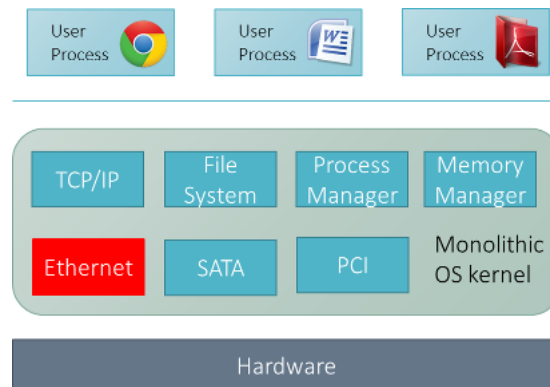 User
Process
User
Process
W
User
Process
TCP/IP
File
System
Process
Manager
Memory
Manager
Ethernet
SATA
PCI
Monolithic
OS kernel
Hardware